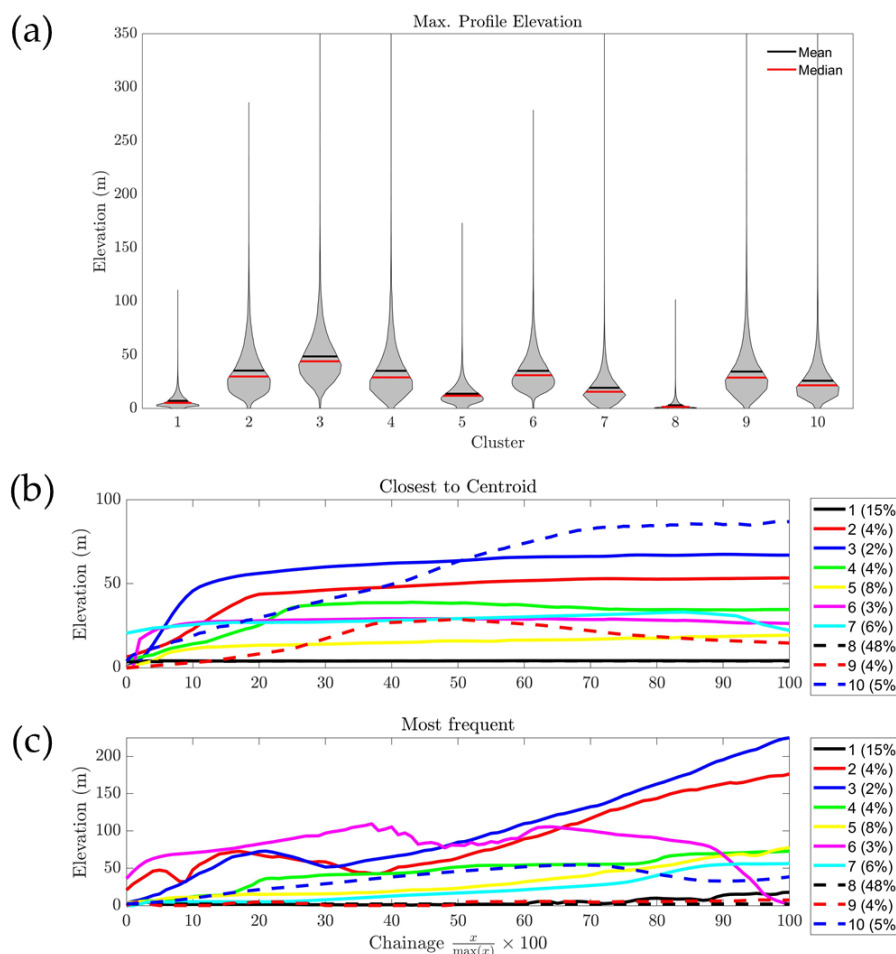 (a)
Max. Profile Elevation
350
300
250
200
150
100
50
0
Elevation (m)
Mean
Median
1 2 3 4 5 6 7 8 9 10
Cluster
(b)
Closest to Centroid
100
50
0
Elevation (m)
0 10 20 30 40 50 60 70 80 90 100
1 (15%
2 (4%)
3 (2%)
4 (4%)
5 (8%)
6 (3%)
7 (6%)
8 (48%
9 (4%)
10 (5%
(c)
Most frequent
200
150
100
50
0
Elevation (m)
0 10 20 30 40 50 60 70 80 90 100
Chainage x/max(x) × 100
1 (15%
2 (4%)
3 (2%)
4 (4%)
5 (8%)
6 (3%)
7 (6%)
8 (48%
9 (4%)
10 (5%